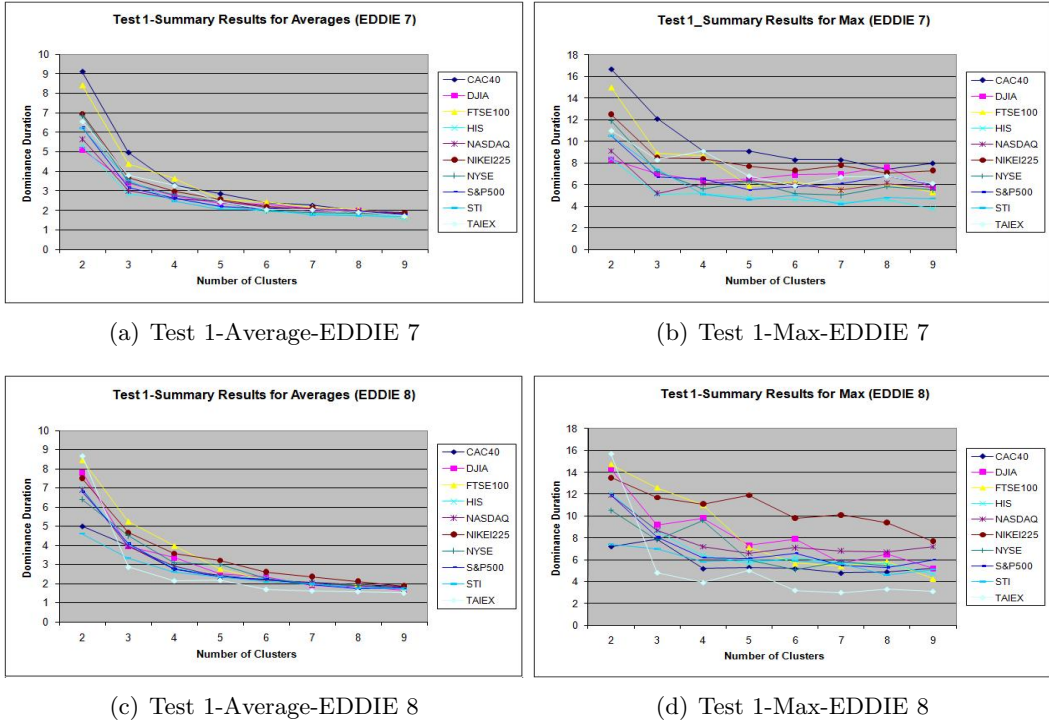 Test 1-Summary Results for Averages (EDDIE 7)
Dominance Duration
10
9
8
7
6
5
4
3
2
1
0
2 3 4 5 6 7 8 9
Number of Clusters
CAC40
DJIA
FTSE100
HIS
NASDAQ
NIKEI225
NYSE
S&P500
STI
TAIEX
(a) Test 1-Average-EDDIE 7
Test 1_Summary Results for Max (EDDIE 7)
Dominance Duration
18
16
14
12
10
8
6
4
2
0
2 3 4 5 6 7 8 9
Number of Clusters
CAC40
DJIA
FTSE100
HIS
NASDAQ
NIKEI225
NYSE
S&P500
STI
TAIEX
(b) Test 1-Max-EDDIE 7
Test 1-Summary Results for Averages (EDDIE 8)
Dominance Duration
10
9
8
7
6
5
4
3
2
1
0
2 3 4 5 6 7 8 9
Number of Clusters
CAC40
DJIA
FTSE100
HIS
NASDAQ
NIKEI225
NYSE
S&P500
STI
TAIEX
(c) Test 1-Average-EDDIE 8
Test 1-Summary Results for Max (EDDIE 8)
Dominance Duration
18
16
14
12
10
8
6
4
2
0
2 3 4 5 6 7 8 9
Number of Clusters
CAC40
DJIA
FTSE100
HIS
NASDAQ
NIKEI225
NYSE
S&P500
STI
TAIEX
(d) Test 1-Max-EDDIE 8